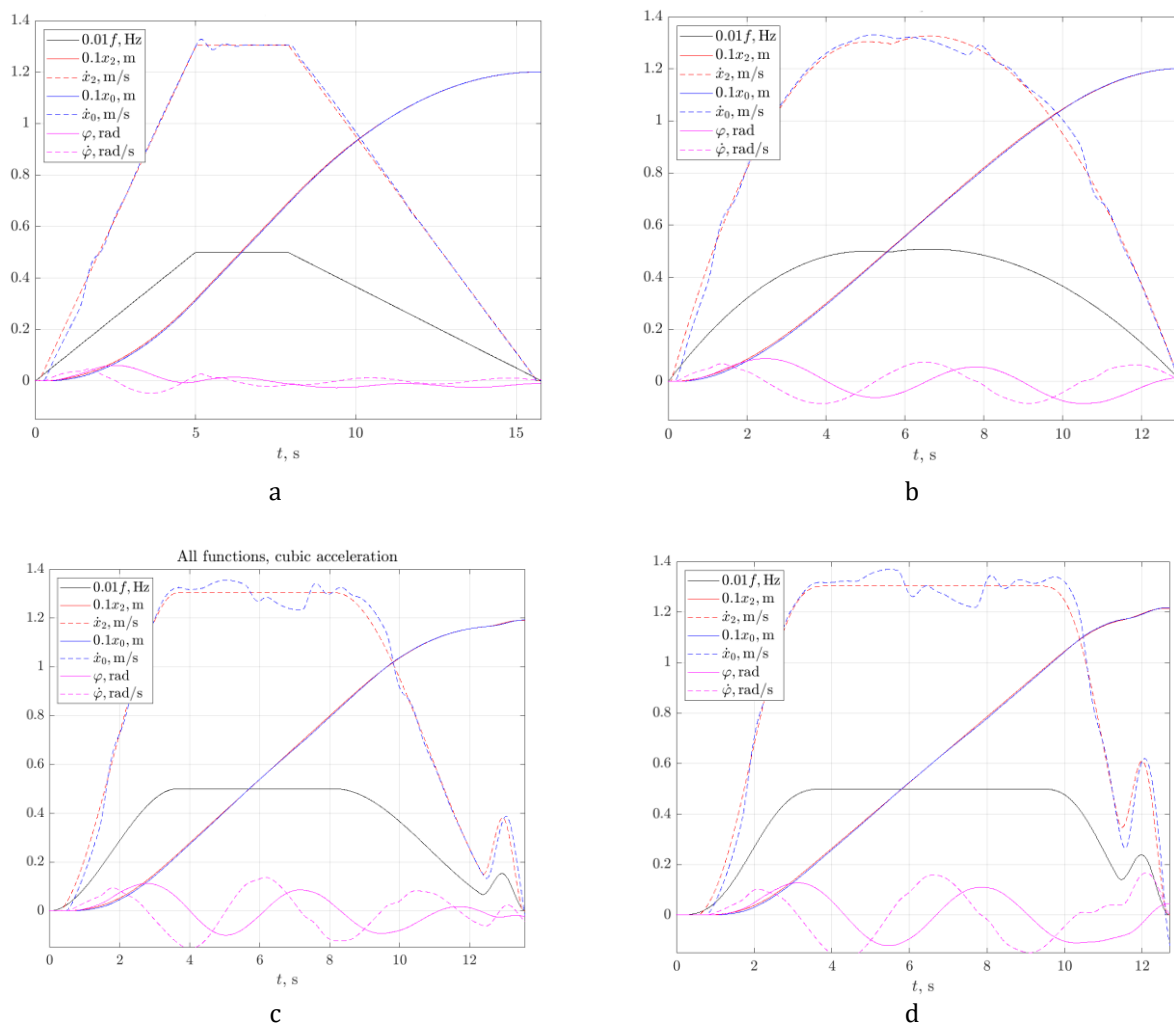 1.4
1.2
1
0.8
0.6
0.4
0.2
0
0.01f, Hz
0.1x₂, m
ẋ₂, m/s
0.1x₀, m
ẋ₀, m/s
φ, rad
φ̇, rad/s
0 5 10 15
t, s
a
1.4
1.2
1
0.8
0.6
0.4
0.2
0
0.01f, Hz
0.1x₂, m
ẋ₂, m/s
0.1x₀, m
ẋ₀, m/s
φ, rad
φ̇, rad/s
0 2 4 6 8 10 12
t, s
b
All functions, cubic acceleration
1.4
1.2
1
0.8
0.6
0.4
0.2
0
0.01f, Hz
0.1x₂, m
ẋ₂, m/s
0.1x₀, m
ẋ₀, m/s
φ, rad
φ̇, rad/s
0 2 4 6 8 10 12
t, s
c
1.4
1.2
1
0.8
0.6
0.4
0.2
0
0.01f, Hz
0.1x₂, m
ẋ₂, m/s
0.1x₀, m
ẋ₀, m/s
φ, rad
φ̇, rad/s
0 2 4 6 8 10 12
t, s
d